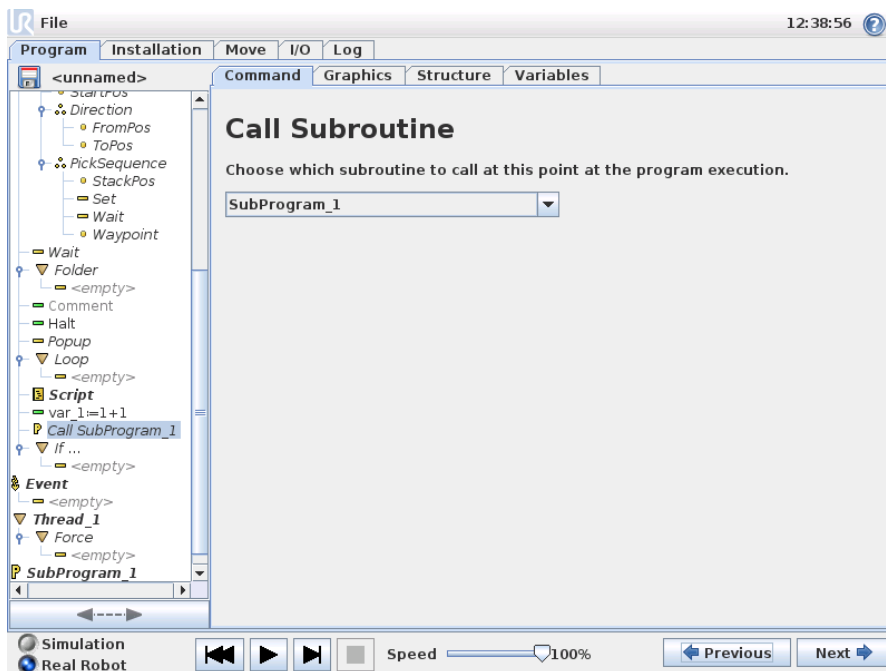 UR File 12:38:56 ?
Program Installation Move I/O Log
<unnamed>
Command Graphics Structure Variables
StartPos
Direction
FromPos
ToPos
PickSequence
StackPos
Set
Wait
Waypoint
Wait
Folder
<empty>
Comment
Halt
Popup
Loop
<empty>
Script
var_1:=1+1
P Call SubProgram_1
If ...
<empty>
Event
<empty>
Thread_1
Force
<empty>
P SubProgram_1
Call Subroutine
Choose which subroutine to call at this point at the program execution.
SubProgram_1
Simulation
Real Robot
Speed 100%
Previous Next